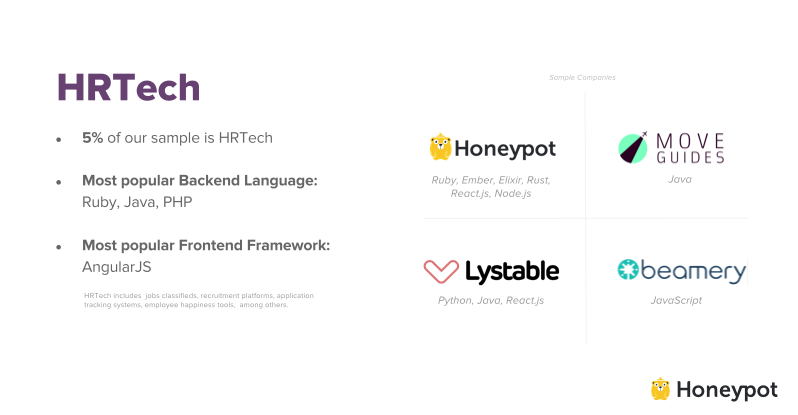 HRTech
• 5% of our sample is HRTech
• Most popular Backend Language:
Ruby, Java, PHP
• Most popular Frontend Framework:
AngularJS
HRTech includes jobs classifieds, recruitment platforms, application
tracking systems, employee happiness tools, among others.
Sample Companies
Honeypot
Ruby, Ember, Elixir, Rust,
React.js, Node.js
MOVE
GUIDES
Java
Lystable
Python, Java, React.js
beamery
JavaScript
Honeypot